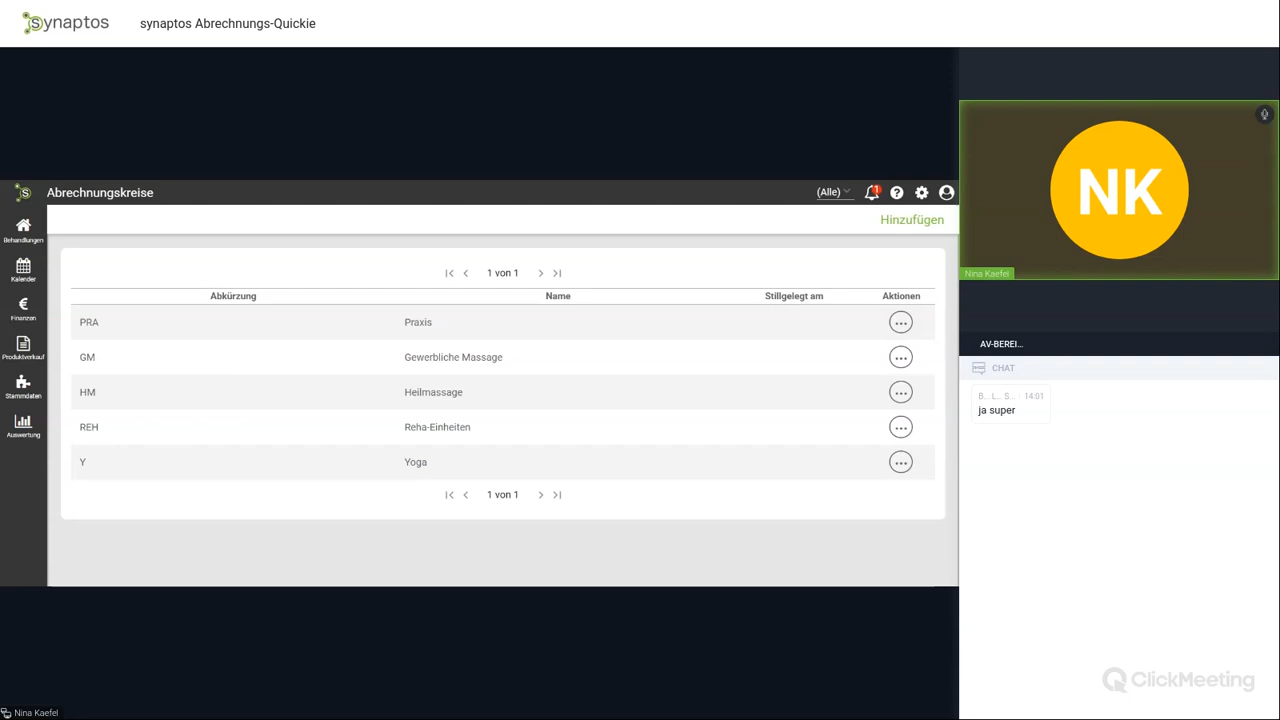 synaptos
synaptos Abrechnungs-Quickie
Abrechnungskreise
(Alle)
1
Hinzufügen
Behandlungen
Kalender
Finanzen
Produktverkauf
Stammdaten
Auswertung
1 von 1
Abkürzung Name Stillgelegt am Aktionen
PRA Praxis
GM Gewerbliche Massage
HM Heilmassage
REH Reha-Einheiten
Y Yoga
1 von 1
Nina Kaefel
NK
Nina Kaefel
AV-BEREI...
CHAT
B... L... S... · 14:01
ja super
ClickMeeting